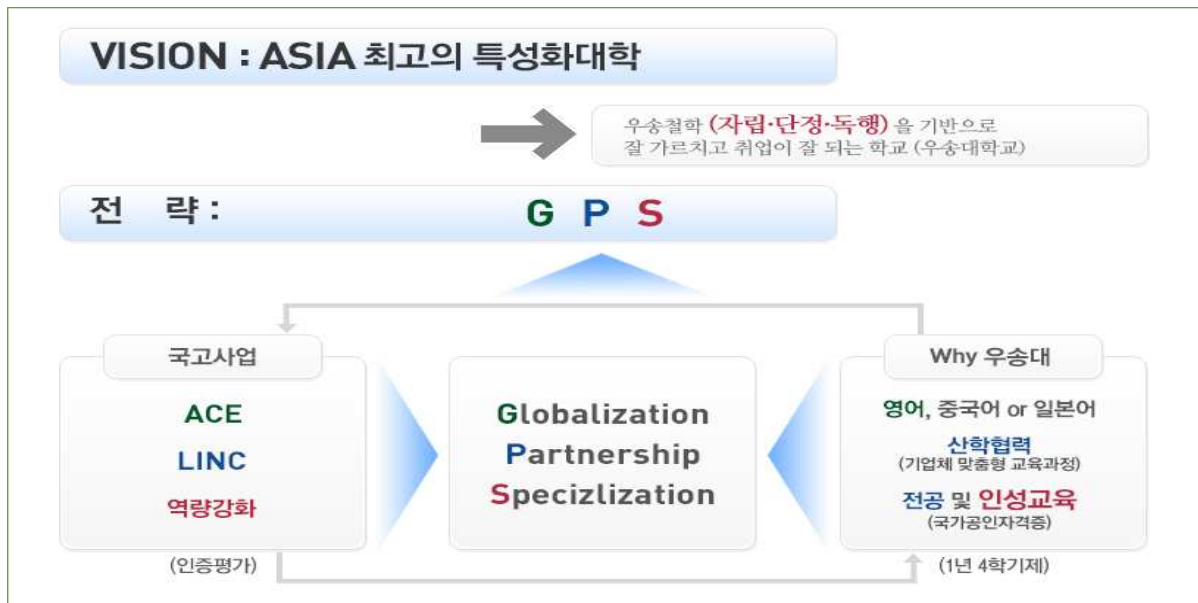 VISION : ASIA 최고의 특성화대학
우송철학 (자립·단정·독행) 을 기반으로
잘 가르치고 취업이 잘 되는 학교 (우송대학교)
전 략 : G P S
국고사업
ACE
LINC
역량강화
(인증평가)
Globalization
Partnership
Specizlization
Why 우송대
영어, 중국어 or 일본어
산학협력
(기업체 맞춤형 교육과정)
전공 및 인성교육
(국가공인자격증)
(1년 4학기제)